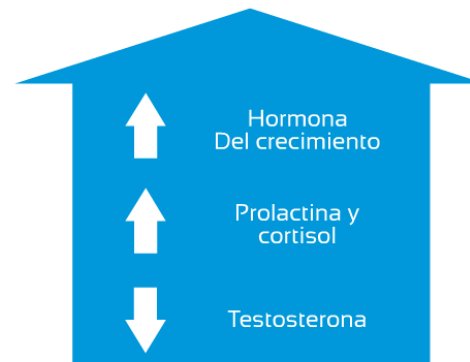 Hormona
Del crecimiento
Prolactina y
cortisol
Testosterona